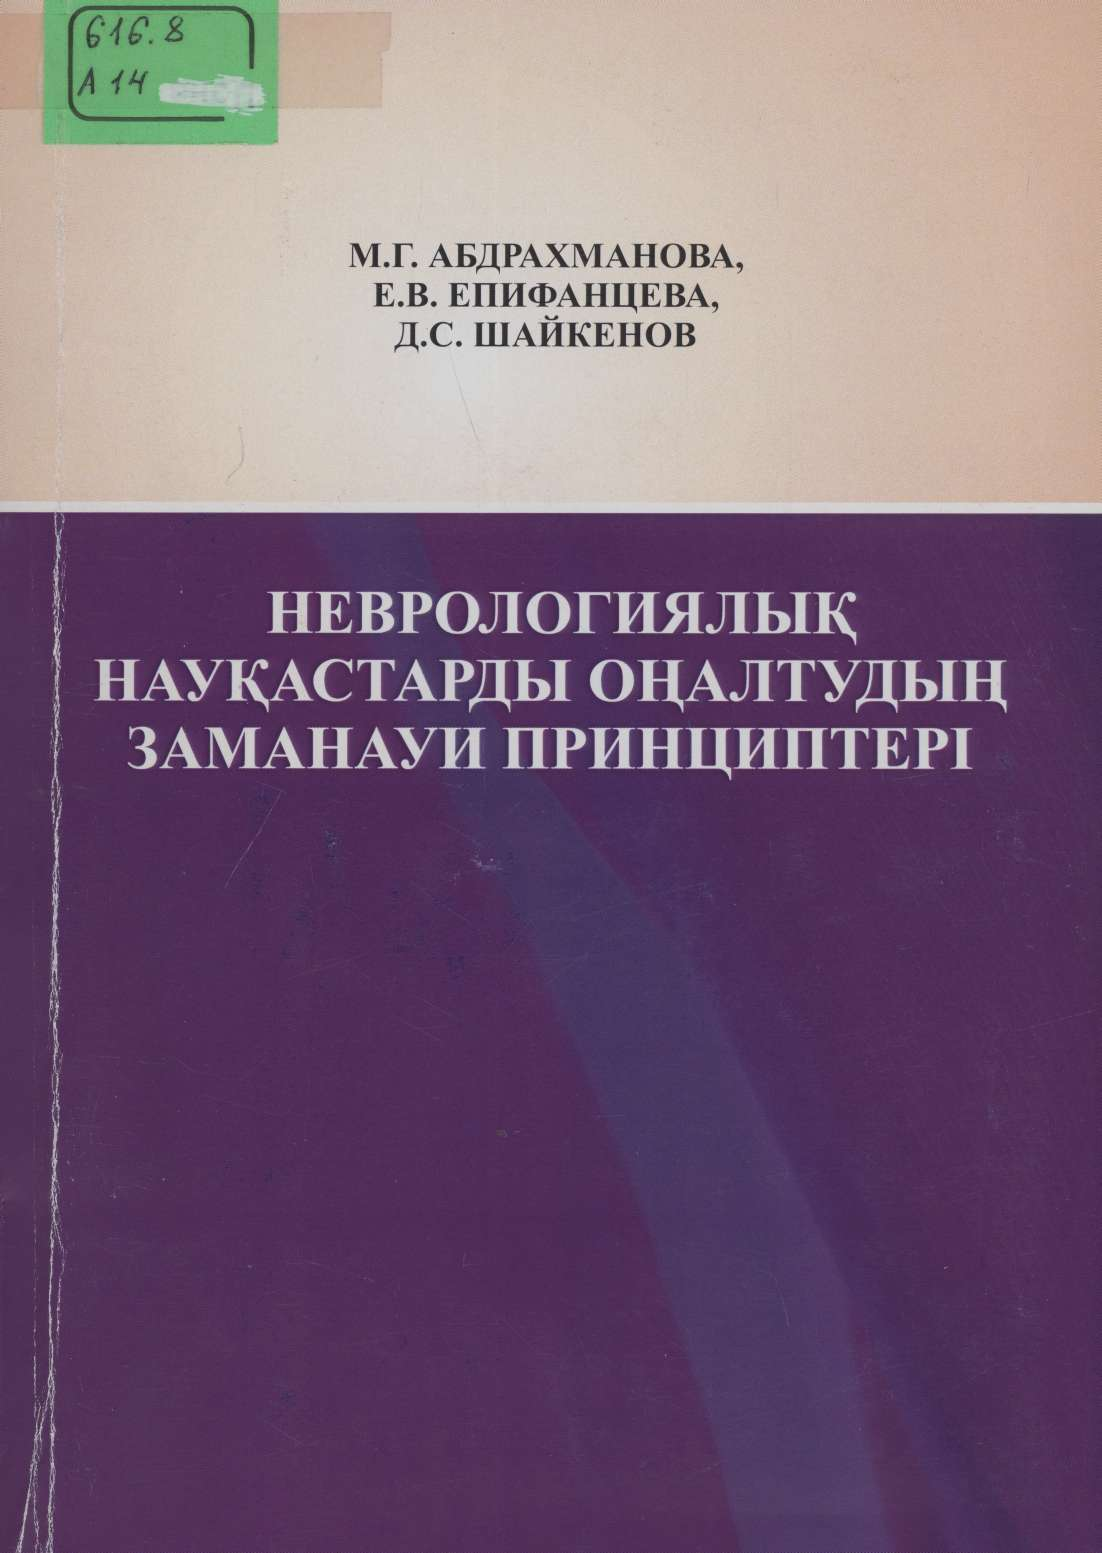 616.8
А 14
М.Г. АБДРАХМАНОВА,
Е.В. ЕПИФАНЦЕВА,
Д.С. ШАЙКЕНОВ
НЕВРОЛОГИЯЛЫҚ
НАУҚАСТАРДЫ ОҢАЛТУДЫҢ
ЗАМАНАУИ ПРИНЦИПТЕРІ